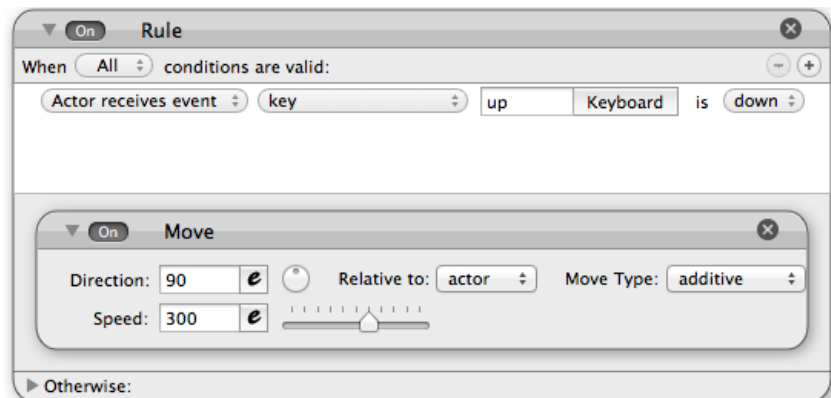 On Rule
When All conditions are valid:
Actor receives event key up Keyboard is down
On Move
Direction: 90 e Relative to: actor Move Type: additive
Speed: 300 e
Otherwise: